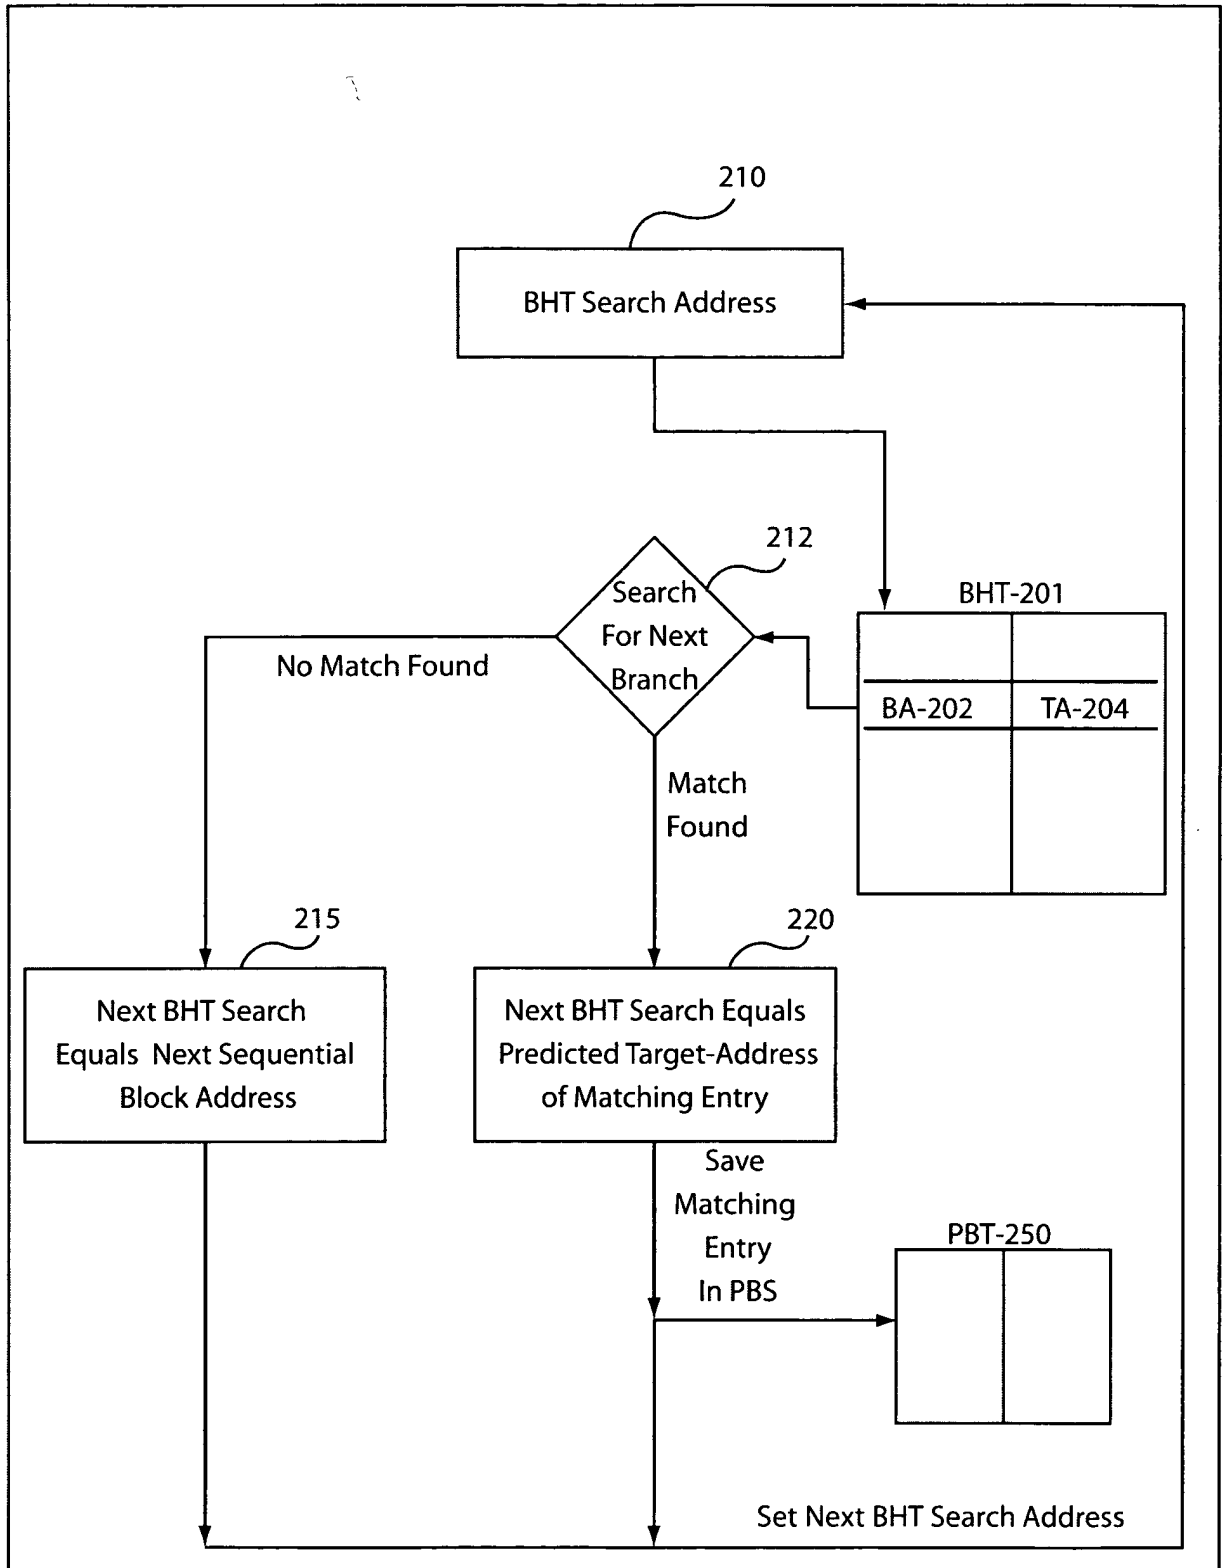 210
BHT Search Address
212
Search
For Next
Branch
BHT-201
BA-202
TA-204
No Match Found
Match
Found
215
Next BHT Search
Equals Next Sequential
Block Address
220
Next BHT Search Equals
Predicted Target-Address
of Matching Entry
Save
Matching
Entry
In PBS
PBT-250
Set Next BHT Search Address